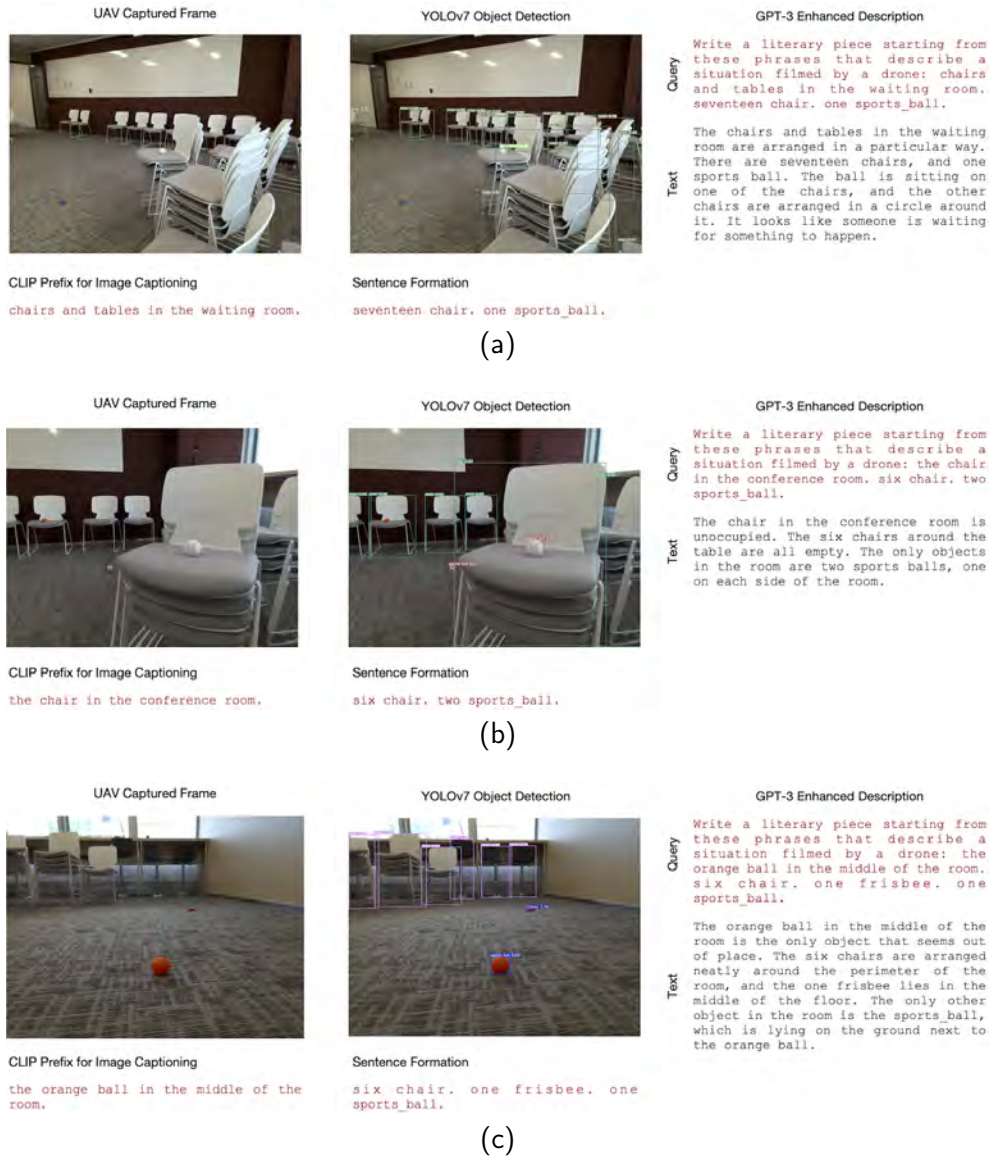 UAV Captured Frame
YOLOv7 Object Detection
GPT-3 Enhanced Description
Query
Write a literary piece starting from
these phrases that describe a
situation filmed by a drone: chairs
and tables in the waiting room.
seventeen chair. one sports_ball.
Text
The chairs and tables in the waiting
room are arranged in a particular way.
There are seventeen chairs, and one
sports ball. The ball is sitting on
one of the chairs, and the other
chairs are arranged in a circle around
it. It looks like someone is waiting
for something to happen.
CLIP Prefix for Image Captioning
chairs and tables in the waiting room.
Sentence Formation
seventeen chair. one sports_ball.
(a)
UAV Captured Frame
YOLOv7 Object Detection
GPT-3 Enhanced Description
Query
Write a literary piece starting from
these phrases that describe a
situation filmed by a drone: the chair
in the conference room. six chair. two
sports_ball.
Text
The chair in the conference room is
unoccupied. The six chairs around the
table are all empty. The only objects
in the room are two sports balls, one
on each side of the room.
CLIP Prefix for Image Captioning
the chair in the conference room.
Sentence Formation
six chair. two sports_ball.
(b)
UAV Captured Frame
YOLOv7 Object Detection
GPT-3 Enhanced Description
Query
Write a literary piece starting from
these phrases that describe a
situation filmed by a drone: the
orange ball in the middle of the room.
six chair. one frisbee. one
sports_ball.
Text
The orange ball in the middle of the
room is the only object that seems out
of place. The six chairs are arranged
neatly around the perimeter of the
room, and the one frisbee lies in the
middle of the floor. The only other
object in the room is the sports_ball,
which is lying on the ground next to
the orange ball.
CLIP Prefix for Image Captioning
the orange ball in the middle of the
room.
Sentence Formation
six chair. one frisbee. one
sports_ball.
(c)